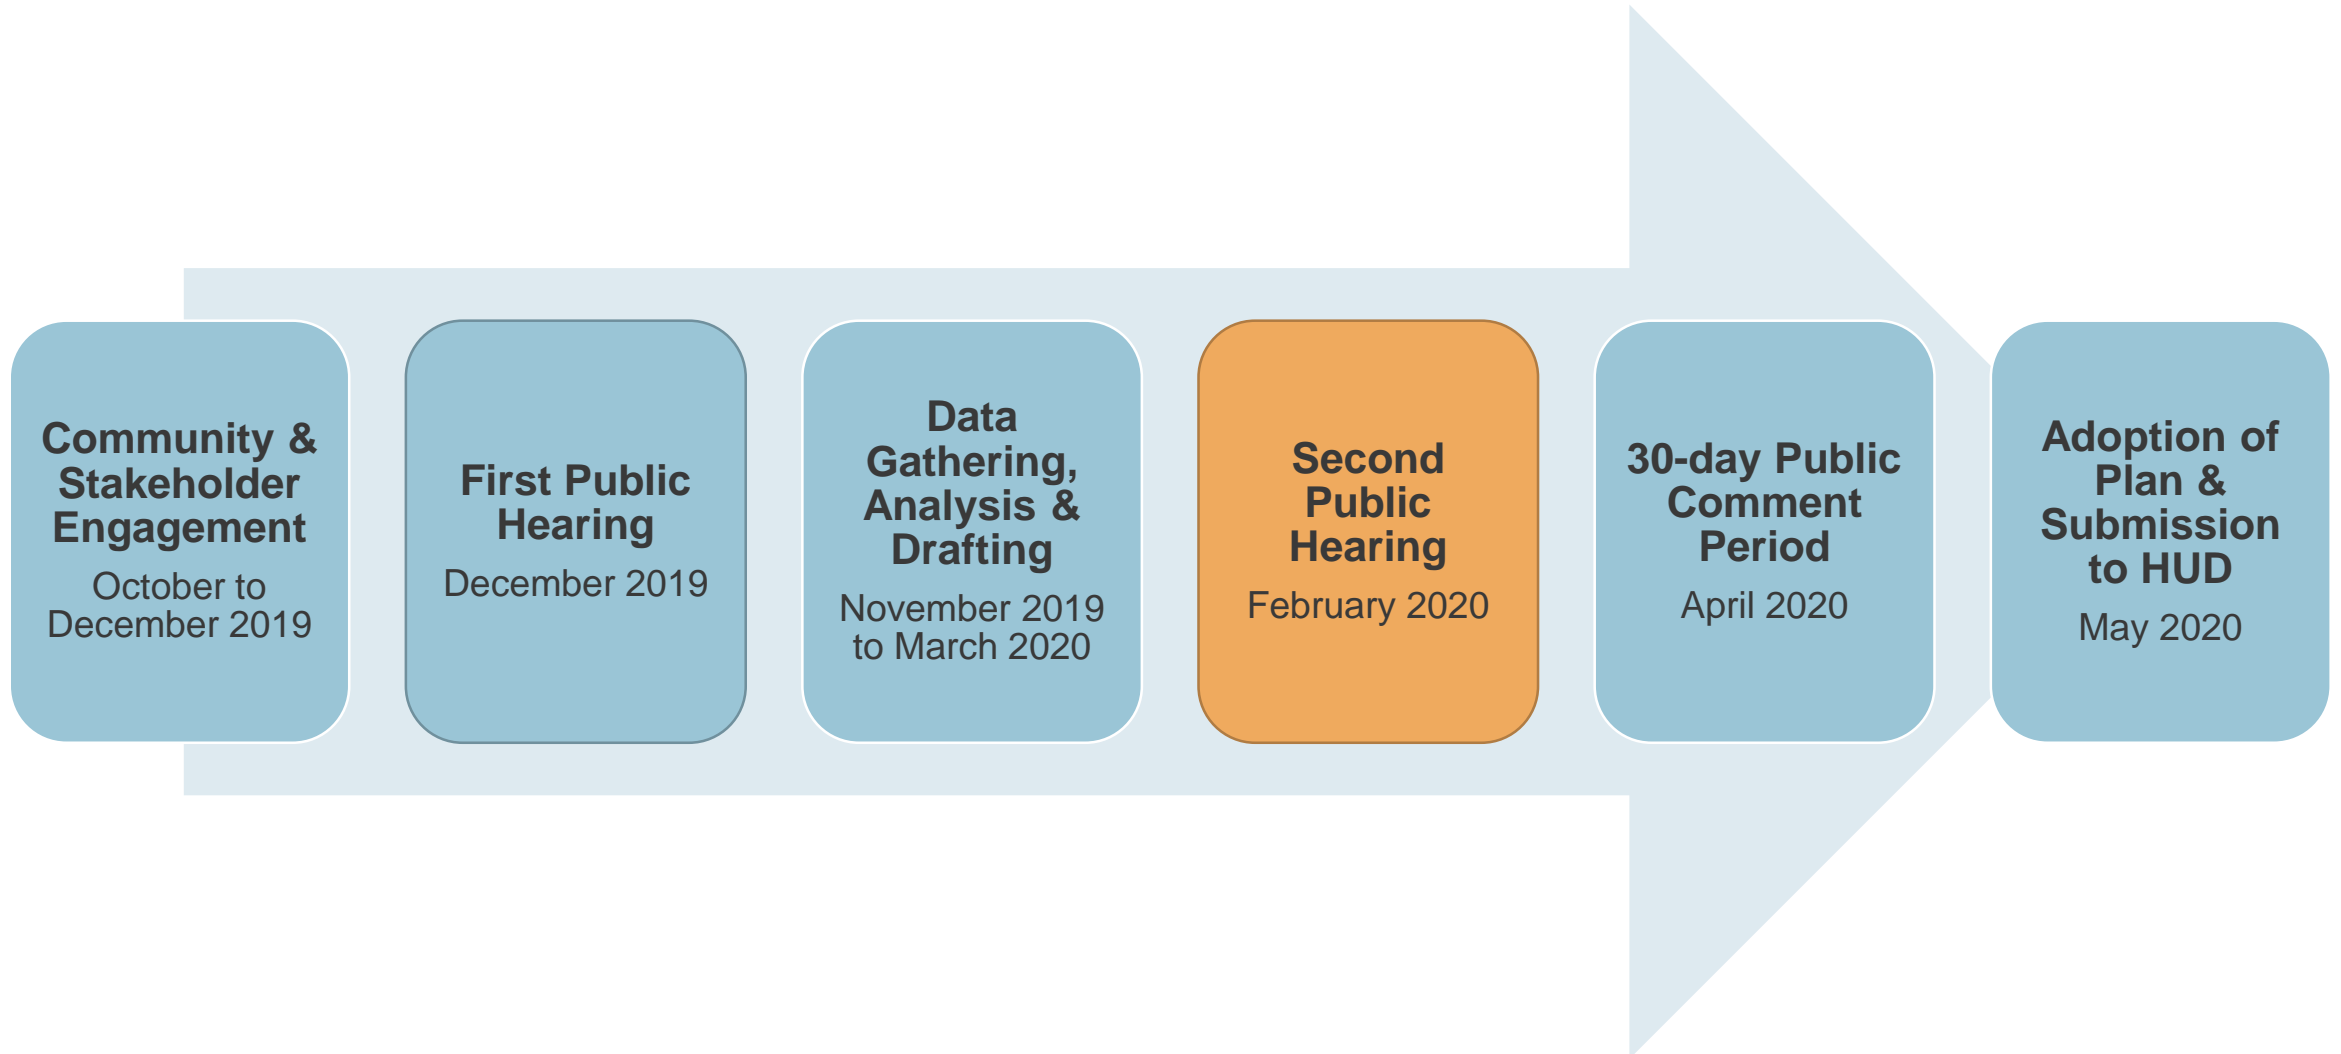 Community &
Stakeholder
Engagement
October to
December 2019
First Public
Hearing
December 2019
Data
Gathering,
Analysis &
Drafting
November 2019
to March 2020
Second
Public
Hearing
February 2020
30-day Public
Comment
Period
April 2020
Adoption of
Plan &
Submission
to HUD
May 2020